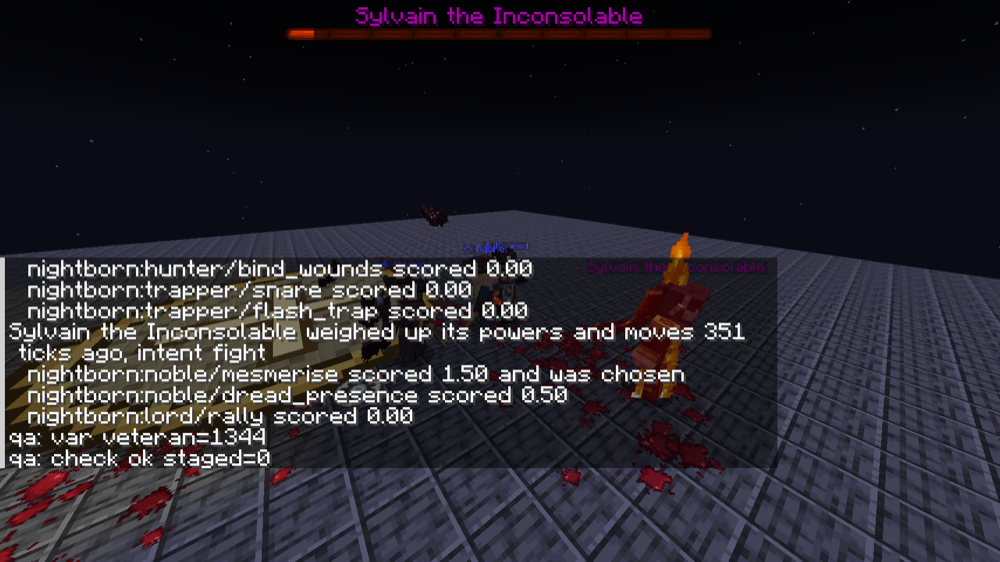 Sylvain the Inconsolable
nightborn:hunter/bind_wounds scored 0.00
Sylvain the Inconsolable
nightborn:trapper/snare scored 0.00
nightborn:trapper/flash_trap scored 0.00
Sylvain the Inconsolable weighed up its powers and moves 351
ticks ago, intent fight
nightborn:noble/mesmerise scored 1.50 and was chosen
nightborn:noble/dread_presence scored 0.50
nightborn:lord/rally scored 0.00
qa: var veteran=1344
qa: check ok staged=0